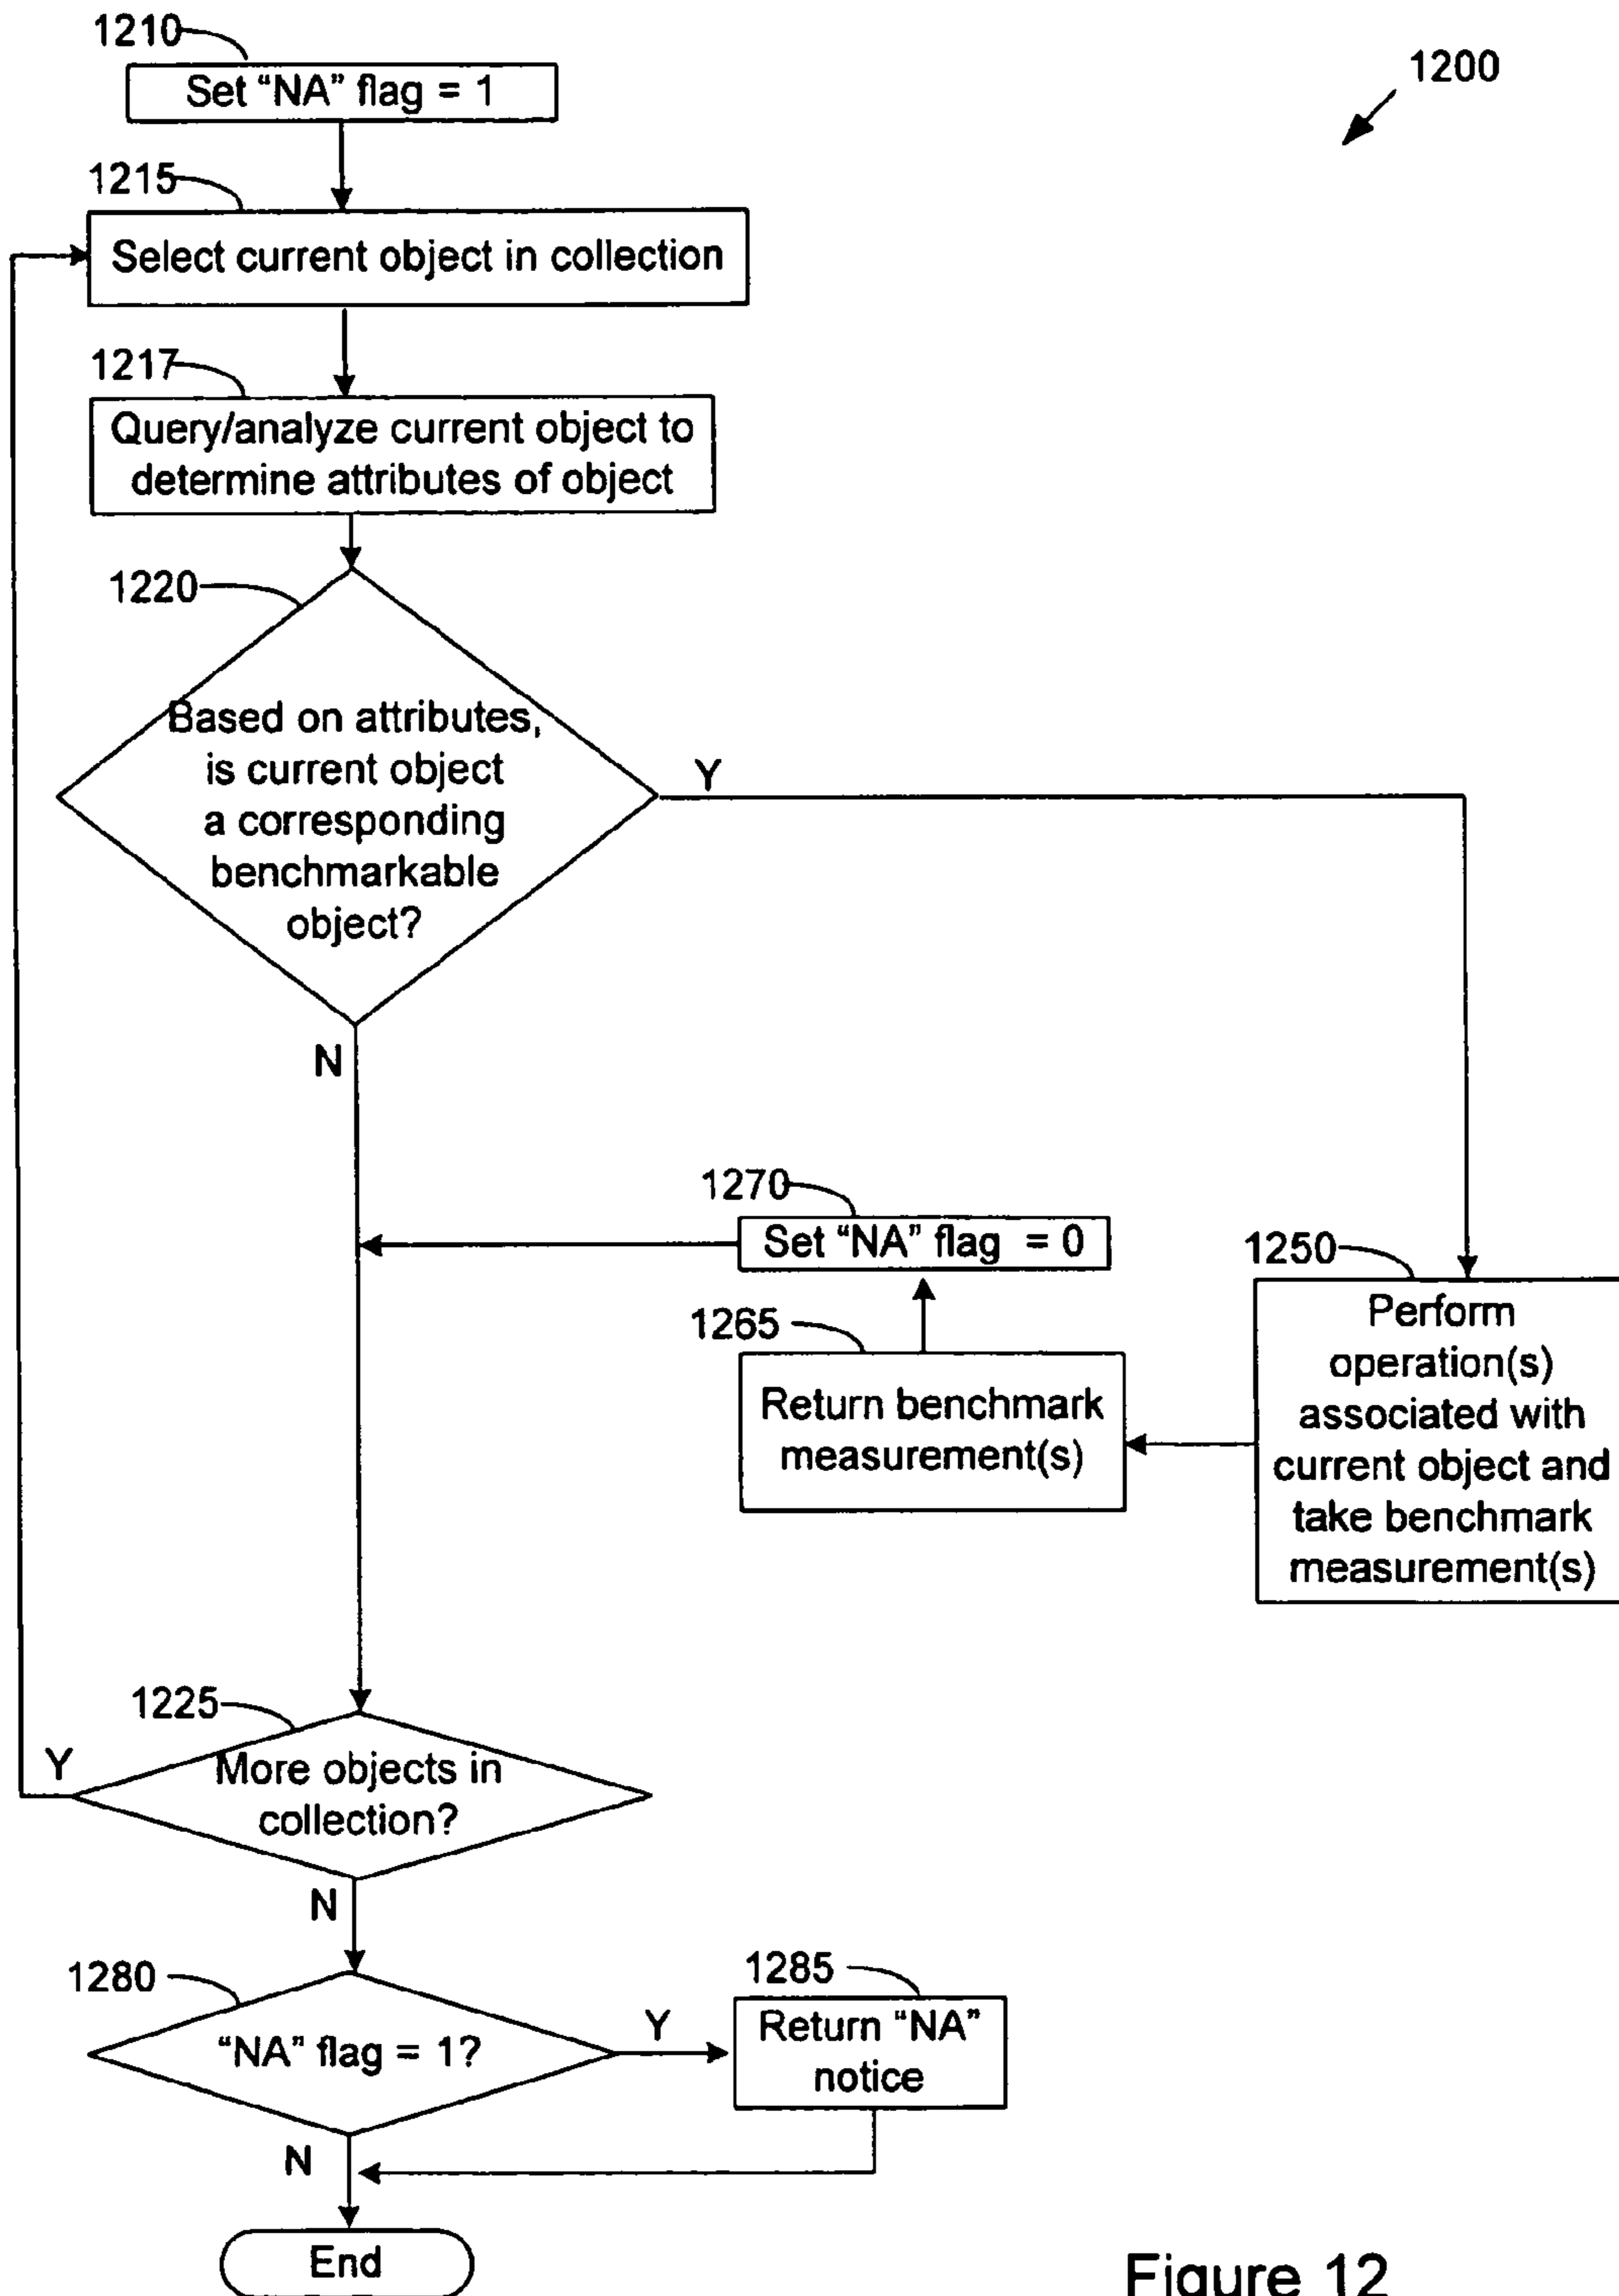 1210
Set “NA” flag = 1
1200
1215
Select current object in collection
1217
Query/analyze current object to
determine attributes of object
1220
Based on attributes,
is current object
a corresponding
benchmarkable
object?
Y
N
1270
Set “NA” flag = 0
1250
Perform
operation(s)
associated with
current object and
take benchmark
measurement(s)
1265
Return benchmark
measurement(s)
1225
Y
More objects in
collection?
N
1280
“NA” flag = 1?
Y
1285
Return “NA”
notice
N
End
Figure 12